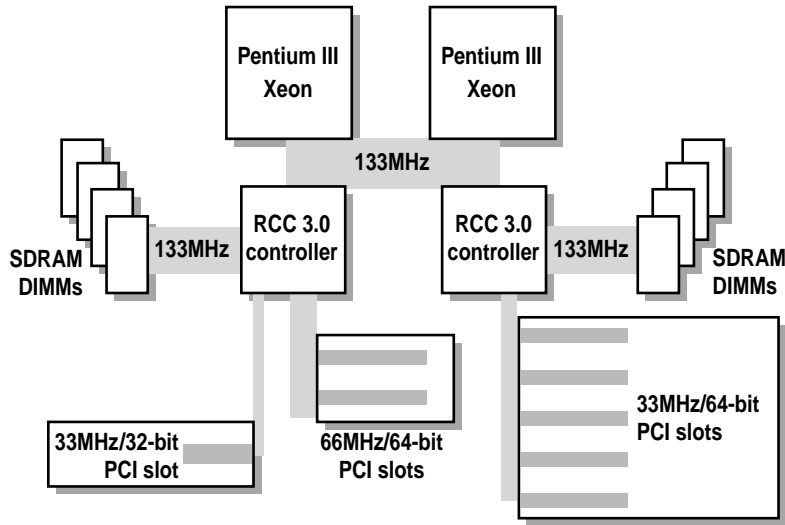 Pentium III
Xeon
Pentium III
Xeon
133MHz
RCC 3.0
controller
RCC 3.0
controller
SDRAM
DIMMs
133MHz
133MHz
SDRAM
DIMMs
33MHz/32-bit
PCI slot
66MHz/64-bit
PCI slots
33MHz/64-bit
PCI slots